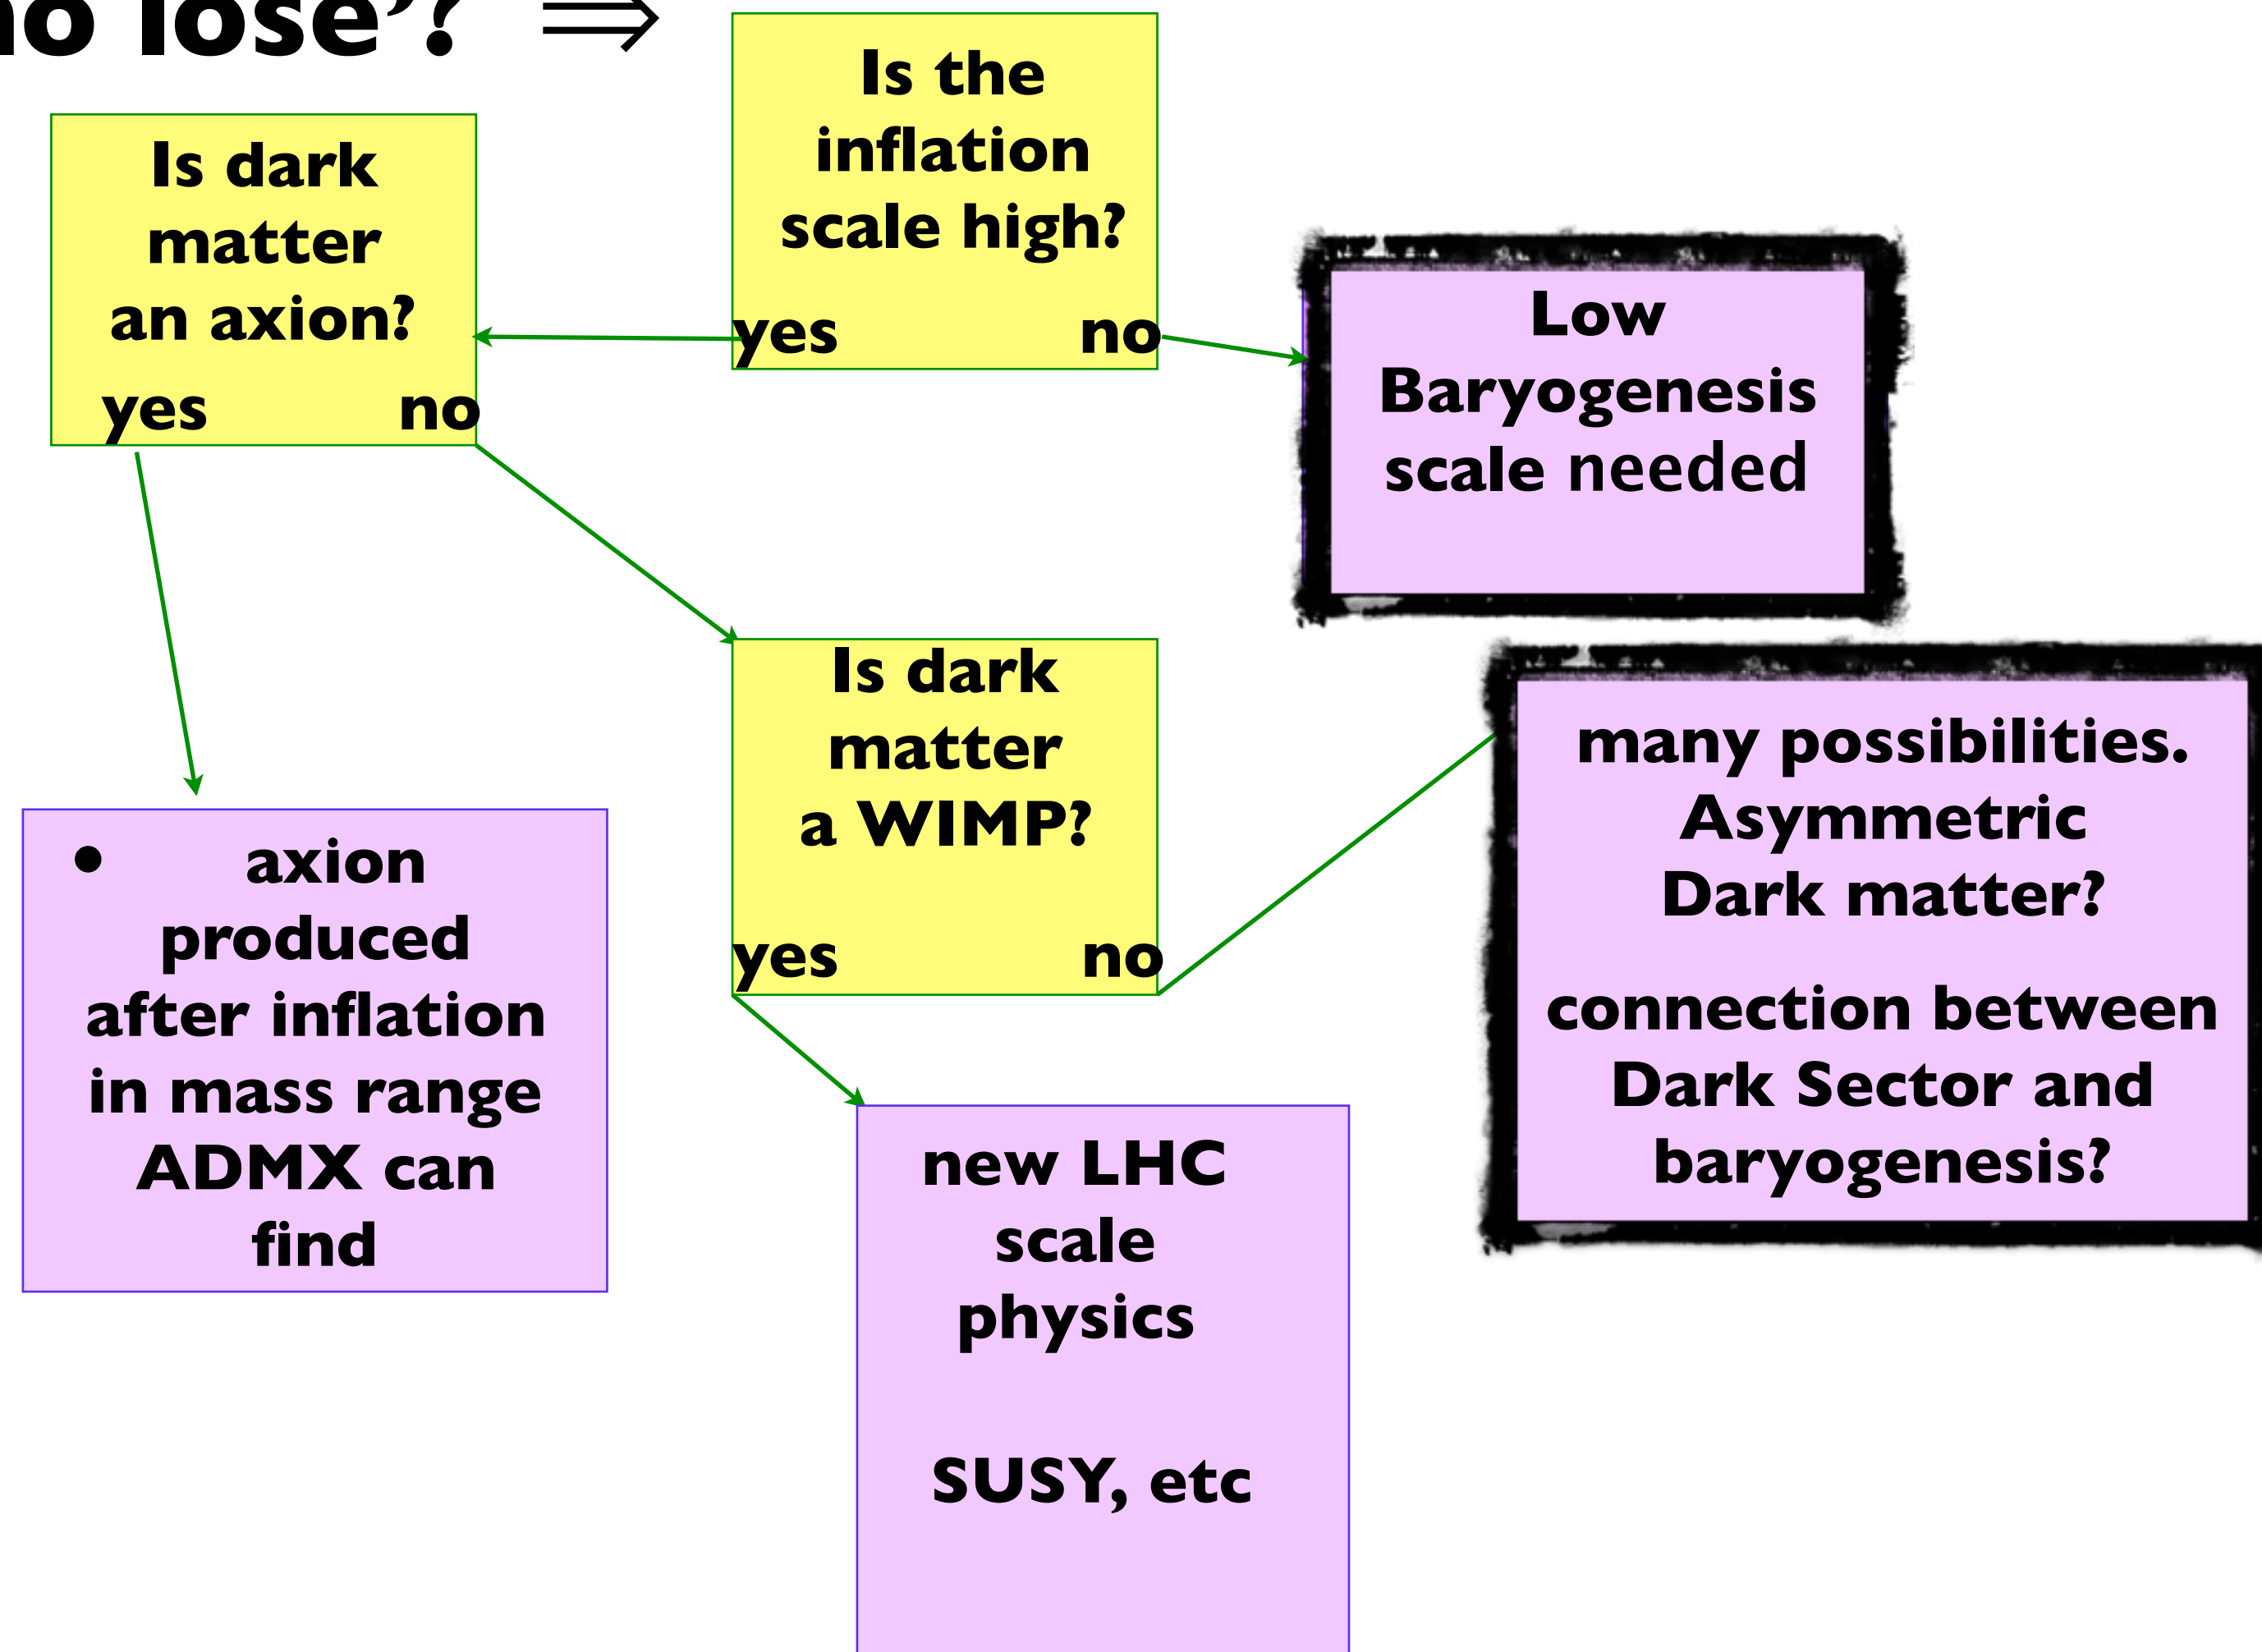 no lose’? ⇒
Is the
inflation
scale high?
yes no
Is dark
matter
an axion?
yes no
Low
Baryogenesis
scale needed
Is dark
matter
a WIMP?
yes no
many possibilities.
Asymmetric
Dark matter?
connection between
Dark Sector and
baryogenesis?
• axion
produced
after inflation
in mass range
ADMX can
find
new LHC
scale
physics
SUSY, etc